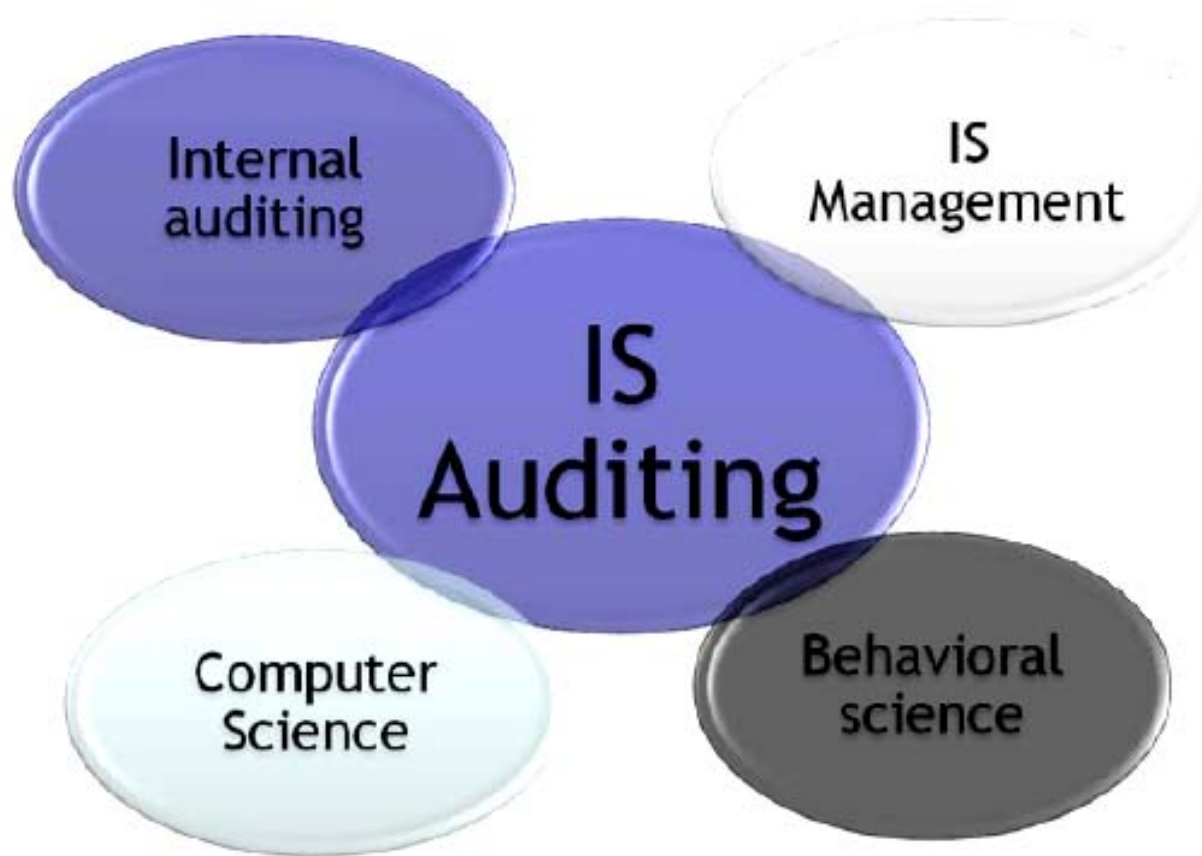 Internal
auditing
IS
Management
IS
Auditing
Computer
Science
Behavioral
science